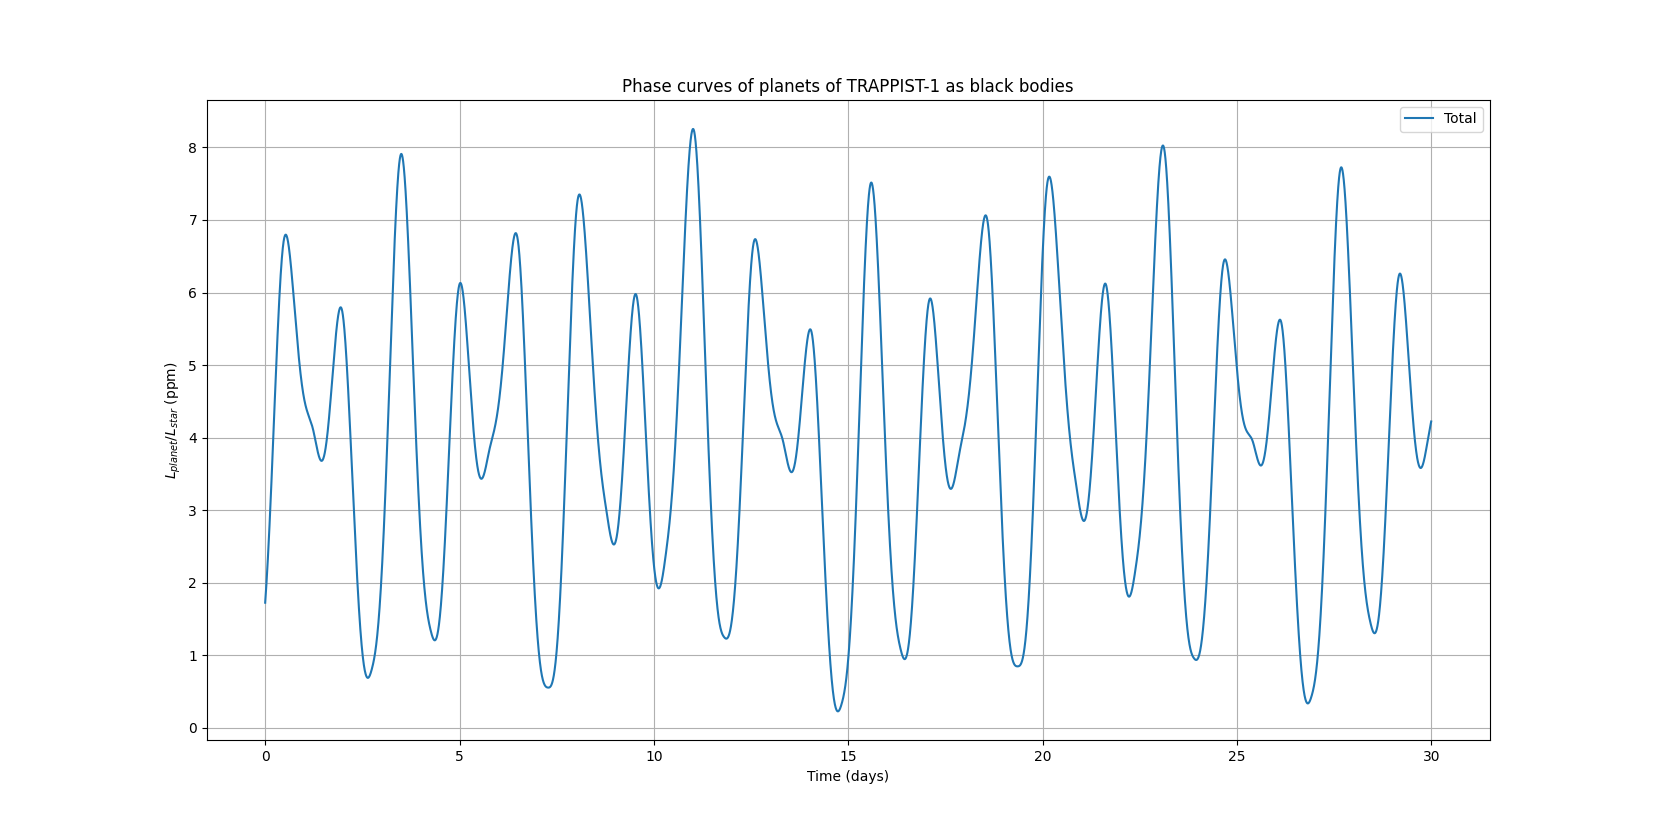 Phase curves of planets of TRAPPIST-1 as black bodies
Total
8
7
6
5
4
3
2
1
0
L_planet/L_star (ppm)
0 5 10 15 20 25 30
Time (days)